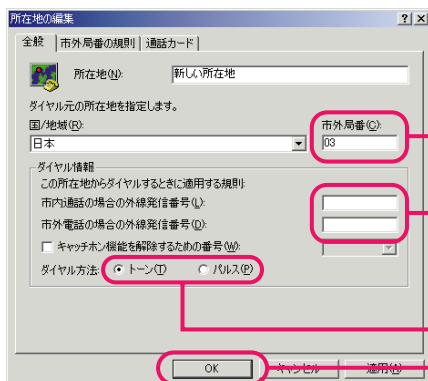 所在地の編集
全般 市外局番の規則 通話カード
所在地(N): 新しい所在地
ダイヤル元の所在地を指定します。
国/地域(R): 市外局番(C):
日本 03
ダイヤル情報
この所在地からダイヤルするときに適用する規則:
市内通話の場合の外線発信番号(L):
市外電話の場合の外線発信番号(D):
キャッチホン機能を解除するための番号(W):
ダイヤル方法: トーン(T) パルス(P)
OK キャンセル 適用(A)